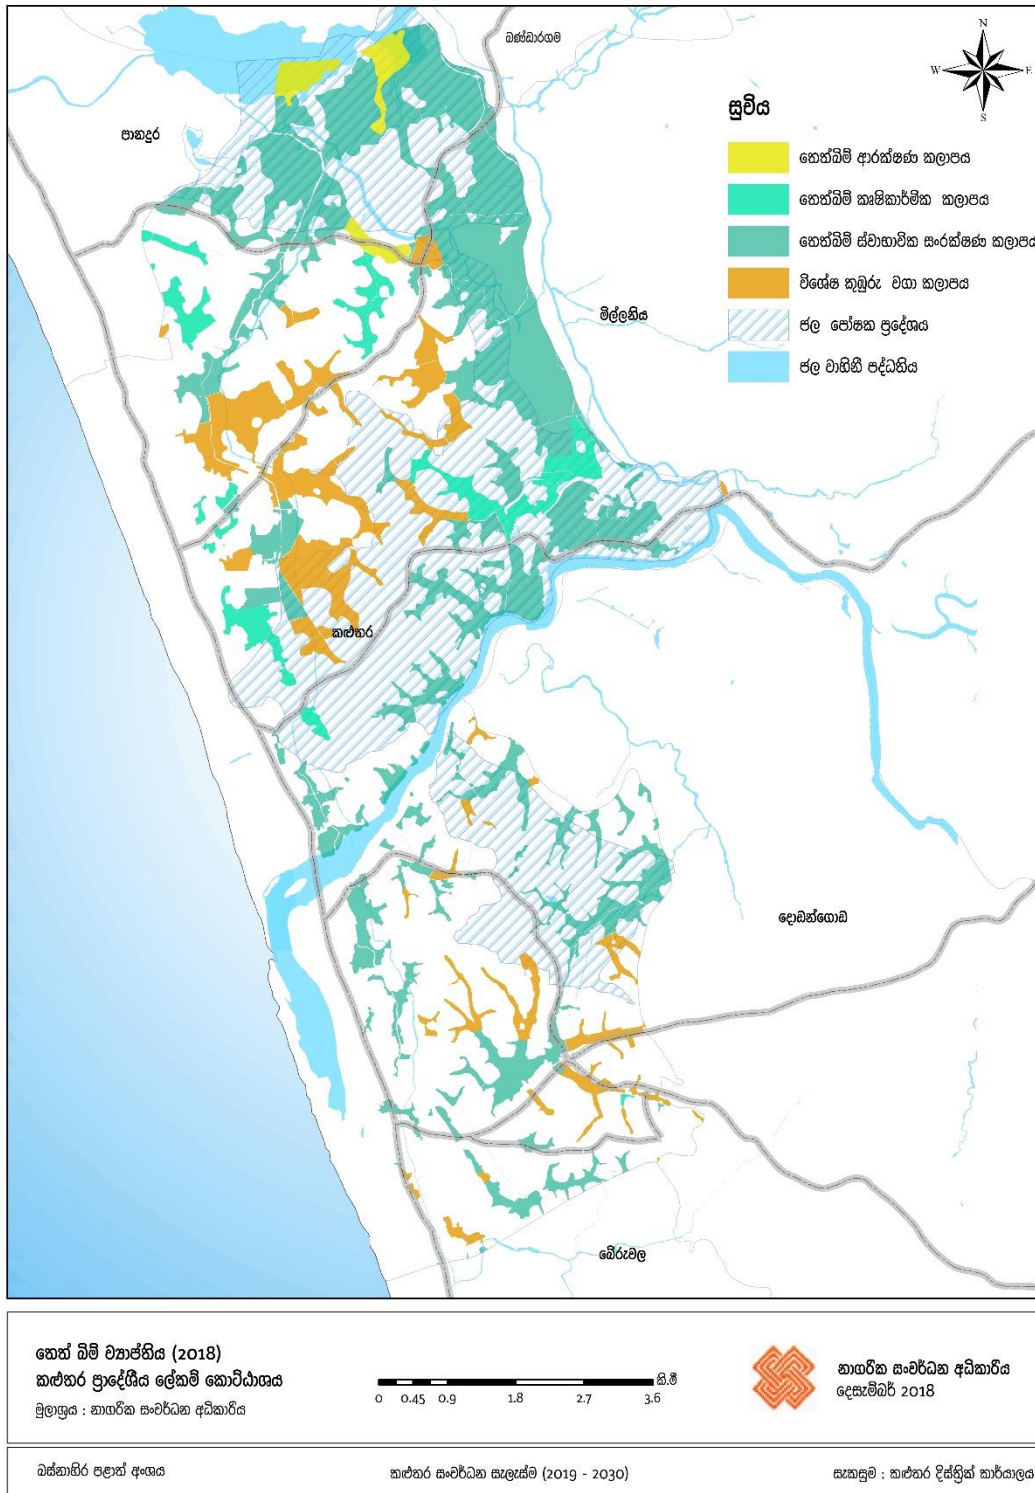 බණ්ඩාරගම
N
W E
S
පානදුර
සූචිය
තෙත්බිම් ආරක්ෂණ කලාපය
තෙත්බිම් කෘෂිකාර්මික කලාපය
තෙත්බිම් ස්වාභාවික සංරක්ෂණ කලාපය
විශේෂ කුඹුරු වගා කලාපය
ජල පෝෂක ප්‍රදේශය
ජල වාහිනී පද්ධතිය
මිල්ලනිය
කළුතර
දොඩන්ගොඩ
බේරුවල
තෙත් බිම් ව්‍යාප්තිය (2018)
කළුතර ප්‍රාදේශීය ලේකම් කොට්ඨාශය
මූලාශ්‍රය : නාගරික සංවර්ධන අධිකාරිය
කි.මී
0 0.45 0.9 1.8 2.7 3.6
නාගරික සංවර්ධන අධිකාරිය
දෙසැම්බර් 2018
බස්නාහිර පළාත් අංශය
කළුතර සංවර්ධන සැලැස්ම (2019 - 2030)
සැකසුම : කළුතර දිස්ත්‍රික් කාර්යාලය